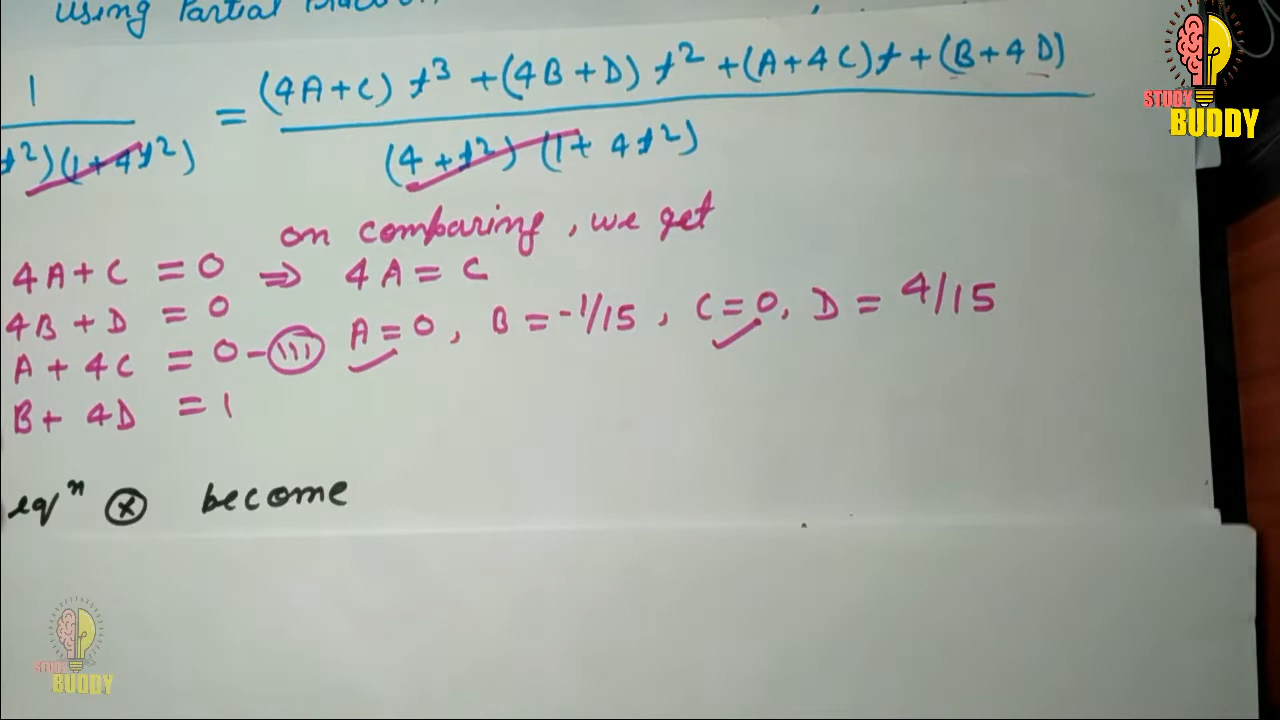 using Partial
1 = (4A+C) t³ + (4B+D) t² + (A+4C)t + (B+4D)
t²)(1+4t²) (4+t²) (1+4t²)
on comparing, we get
4A+C = 0 ⇒ 4A = C
4B+D = 0
A=0, B=-1/15, C=0, D=4/15
A+4C = 0 - (III)
B+4D = 1
eqⁿ ⊗ become
STUDY
BUDDY
STUDY
BUDDY